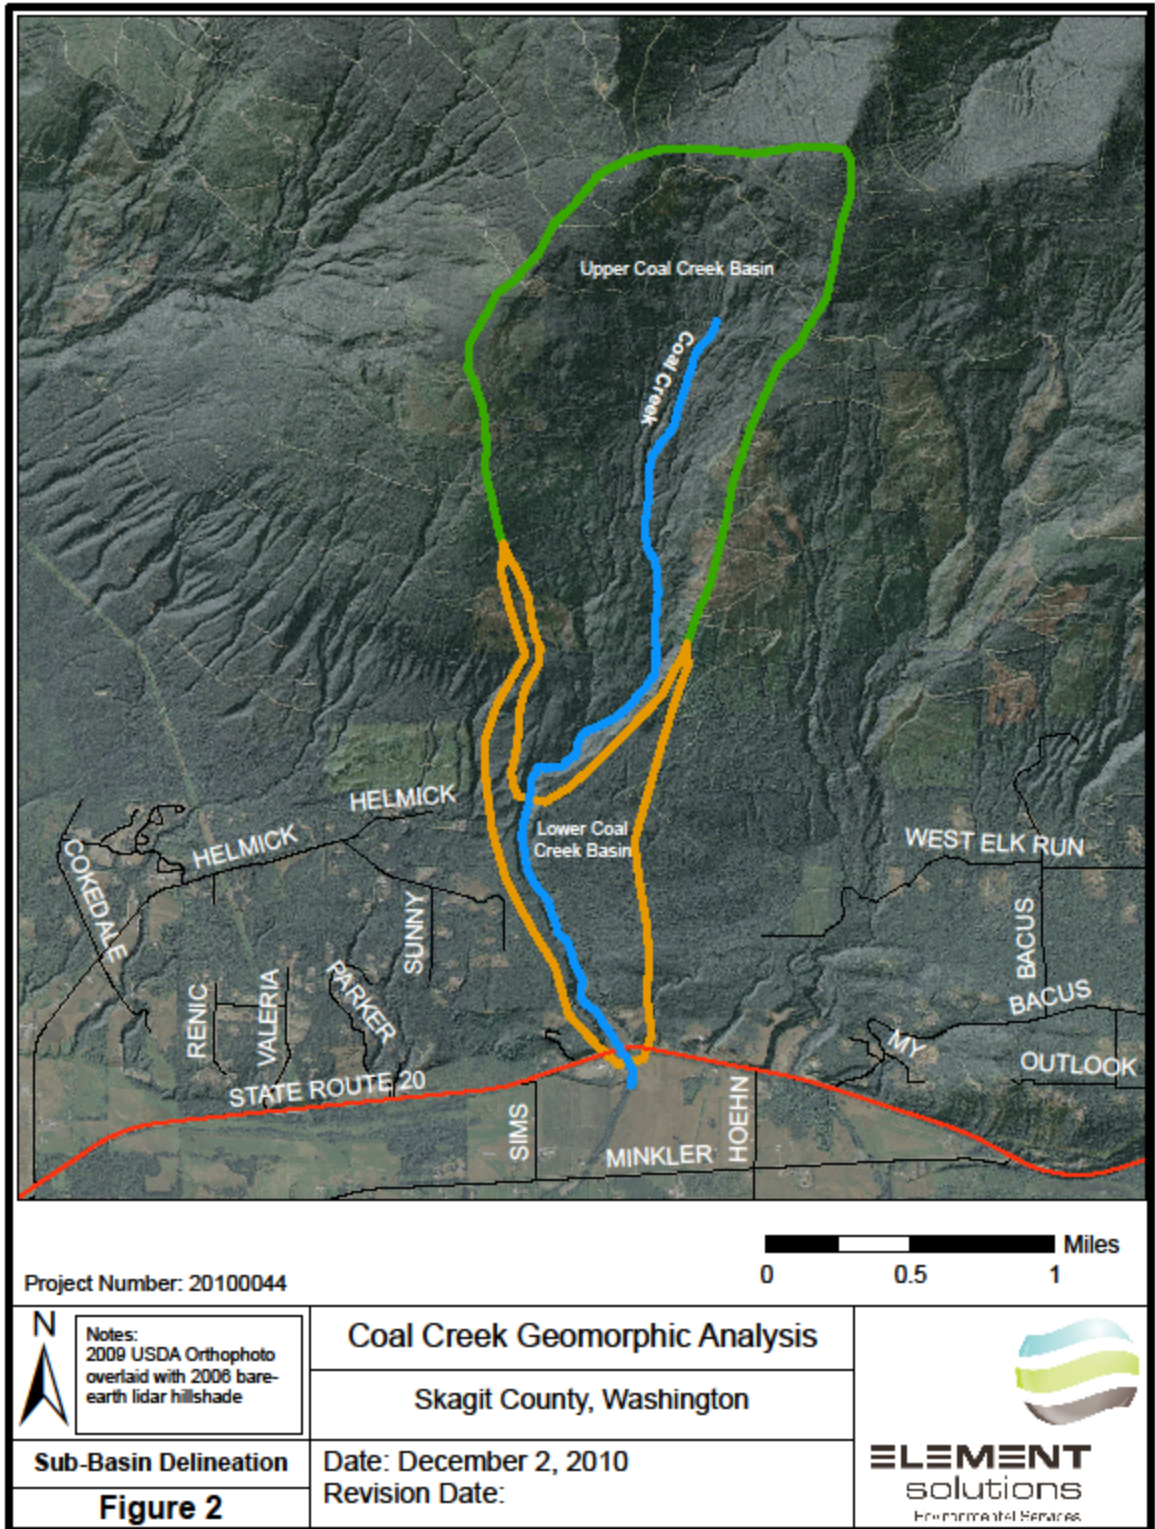 Upper Coal Creek Basin
Coal Creek
HELMICK
HELMICK
Lower Coal
Creek Basin
WEST ELK RUN
COKEDALE
SUNNY
BACUS
PARKER
VALERIA
RENIC
BACUS
MY
OUTLOOK
STATE ROUTE 20
SIMS
HOEHN
MINKLER
Miles
0 0.5 1
Project Number: 20100044
N
Notes:
2009 USDA Orthophoto
overlaid with 2006 bare-
earth lidar hillshade
Coal Creek Geomorphic Analysis
Skagit County, Washington
Sub-Basin Delineation
Figure 2
Date: December 2, 2010
Revision Date:
ELEMENT
solutions
Environmental Services